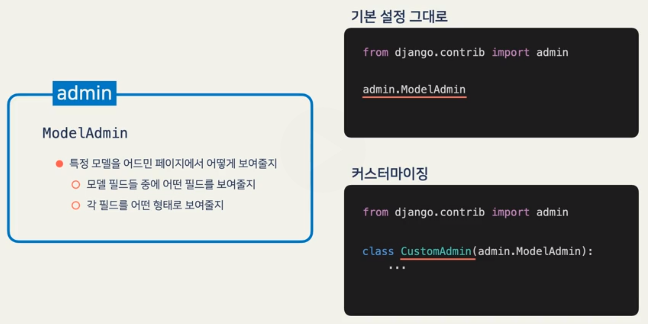 admin
ModelAdmin
특정 모델을 어드민 페이지에서 어떻게 보여줄지
모델 필드들 중에 어떤 필드를 보여줄지
각 필드를 어떤 형태로 보여줄지
기본 설정 그대로
from django.contrib import admin
admin.ModelAdmin
커스터마이징
from django.contrib import admin
class CustomAdmin(admin.ModelAdmin):
...